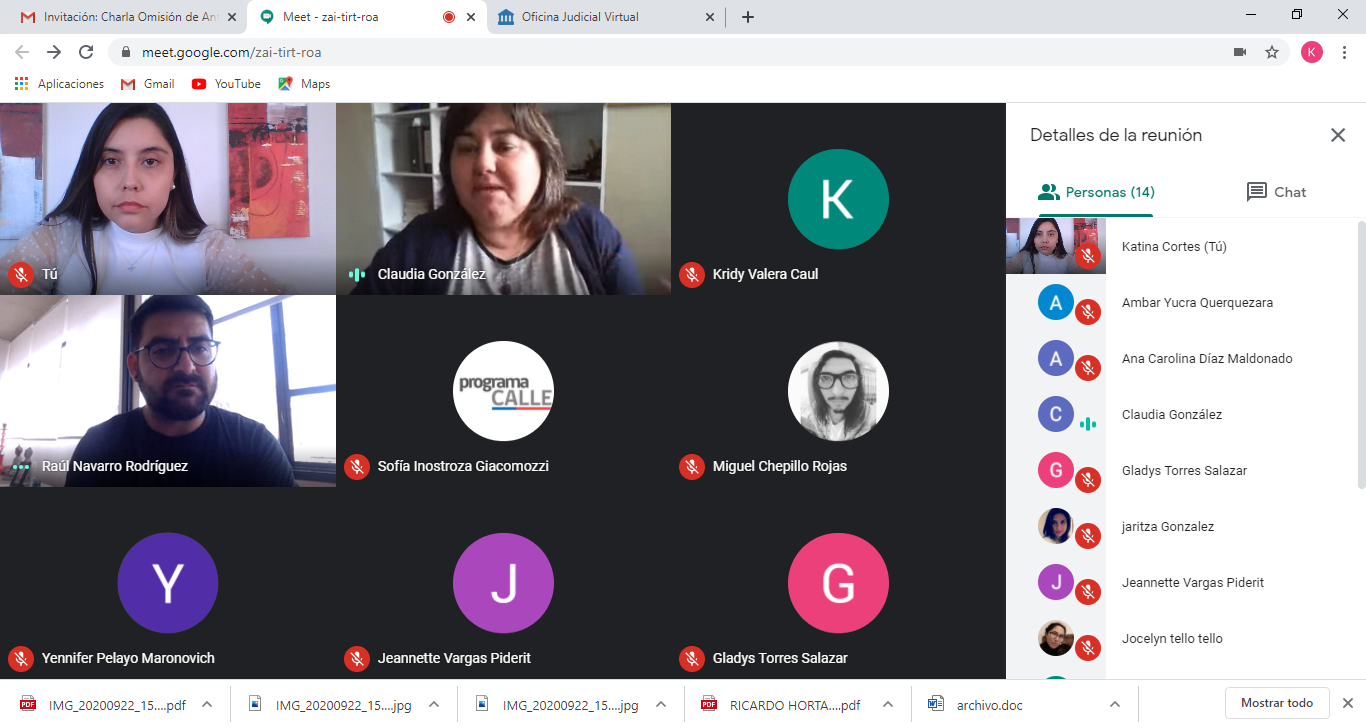 Invitación: Charla Omisión de Ant
Meet - zai-tirt-roa
Oficina Judicial Virtual
meet.google.com/zai-tirt-roa
K
Aplicaciones
Gmail
YouTube
Maps
Tú
Claudia González
K
Kridy Valera Caul
Raúl Navarro Rodríguez
programa
CALLE
Sofía Inostroza Giacomozzi
Miguel Chepillo Rojas
Y
Yennifer Pelayo Maronovich
J
Jeannette Vargas Piderit
G
Gladys Torres Salazar
Detalles de la reunión
Personas (14)
Chat
Katina Cortes (Tú)
A
Ambar Yucra Querquezara
A
Ana Carolina Díaz Maldonado
C
Claudia González
G
Gladys Torres Salazar
jaritza Gonzalez
J
Jeannette Vargas Piderit
Jocelyn tello tello
PDF
IMG_20200922_15....pdf
IMG_20200922_15....jpg
IMG_20200922_15....jpg
PDF
RICARDO HORTA....pdf
archivo.doc
Mostrar todo